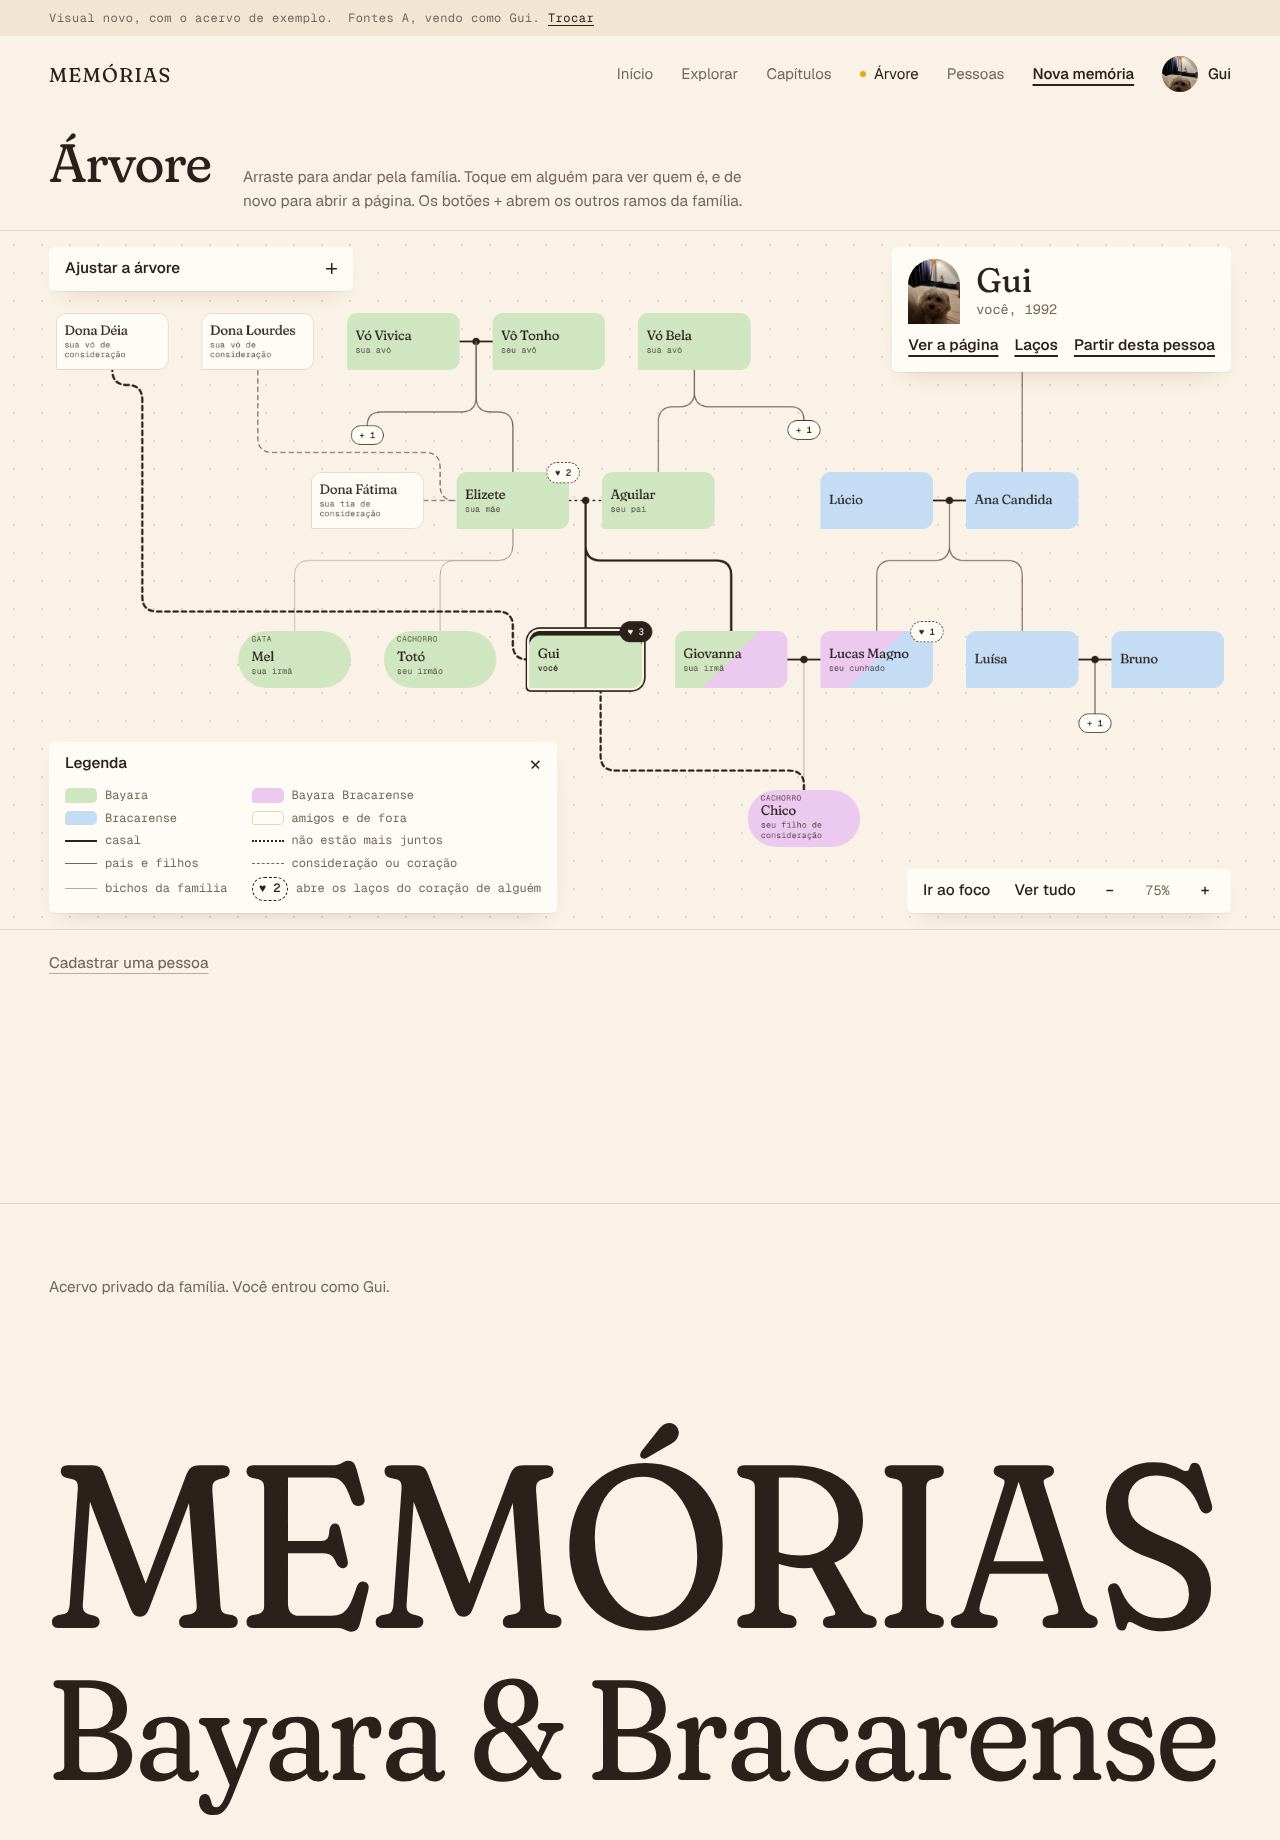 Visual novo, com o acervo de exemplo. Fontes A, vendo como Gui. Trocar
MEMÓRIAS
Início Explorar Capítulos Árvore Pessoas Nova memória Gui
Árvore
Arraste para andar pela família. Toque em alguém para ver quem é, e de
novo para abrir a página. Os botões + abrem os outros ramos da família.
Ajustar a árvore +
Gui
você, 1992
Ver a página Laços Partir desta pessoa
Dona Déia
sua vó de
consideração
Dona Lourdes
sua vó de
consideração
Vó Vivica
sua avó
Vô Tonho
seu avô
Vó Bela
sua avó
+ 1
+ 1
Dona Fátima
sua tia de
consideração
Elizete
sua mãe
♥ 2
Aguilar
seu pai
Lúcio
Ana Candida
GATA
Mel
sua irmã
CACHORRO
Totó
seu irmão
Gui
você
♥ 3
Giovanna
sua irmã
Lucas Magno
seu cunhado
♥ 1
Luísa
Bruno
+ 1
CACHORRO
Chico
seu filho de
consideração
Legenda ×
Bayara
Bayara Bracarense
Bracarense
amigos e de fora
casal
não estão mais juntos
pais e filhos
consideração ou coração
bichos da família
♥ 2 abre os laços do coração de alguém
Ir ao foco Ver tudo − 75% +
Cadastrar uma pessoa
Acervo privado da família. Você entrou como Gui.
MEMÓRIAS
Bayara & Bracarense